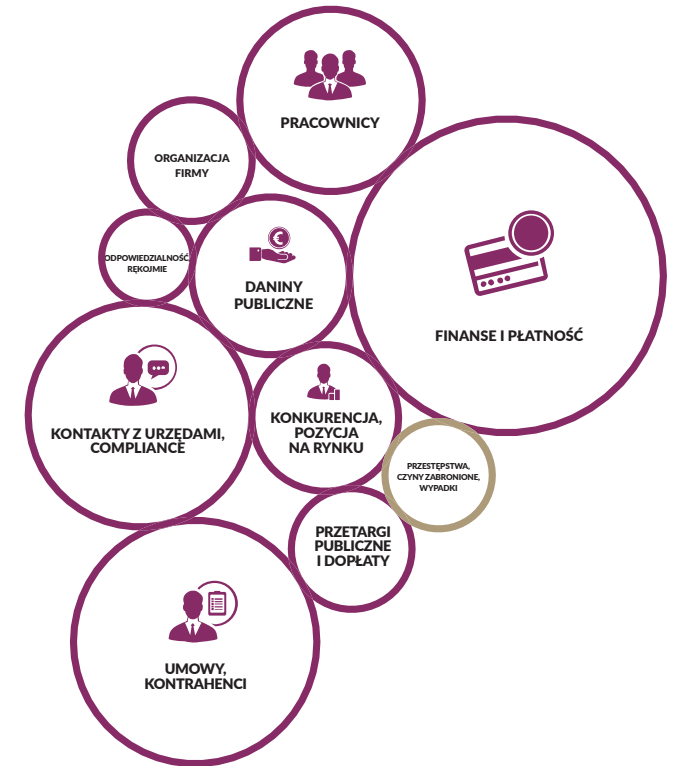 PRACOWNICY
ORGANIZACJA
FIRMY
ODPOWIEDZIALNOŚĆ,
RĘKOJMIE
DANINY
PUBLICZNE
FINANSE I PŁATNOŚĆ
KONTAKTY Z URZĘDAMI,
COMPLIANCE
KONKURENCJA,
POZYCJA
NA RYNKU
PRZESTĘPSTWA,
CZYNY ZABRONIONE,
WYPADKI
PRZETARGI
PUBLICZNE
I DOPŁATY
UMOWY,
KONTRAHENCI